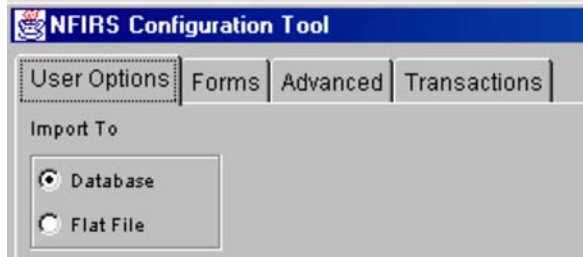 NFIRS Configuration Tool
User Options Forms Advanced Transactions
Import To
Database
Flat File